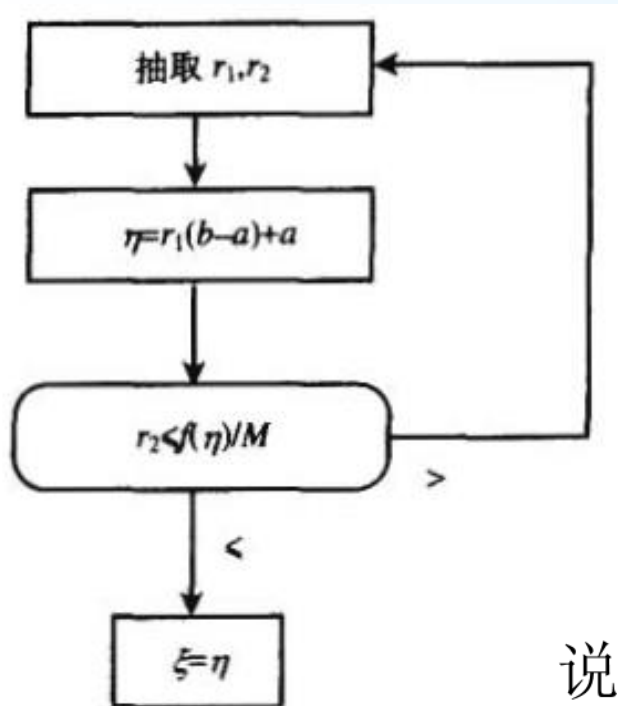 抽取 r₁,r₂
η=r₁(b–a)+a
r₂≤f(η)/M
>
≤
ξ=η
说